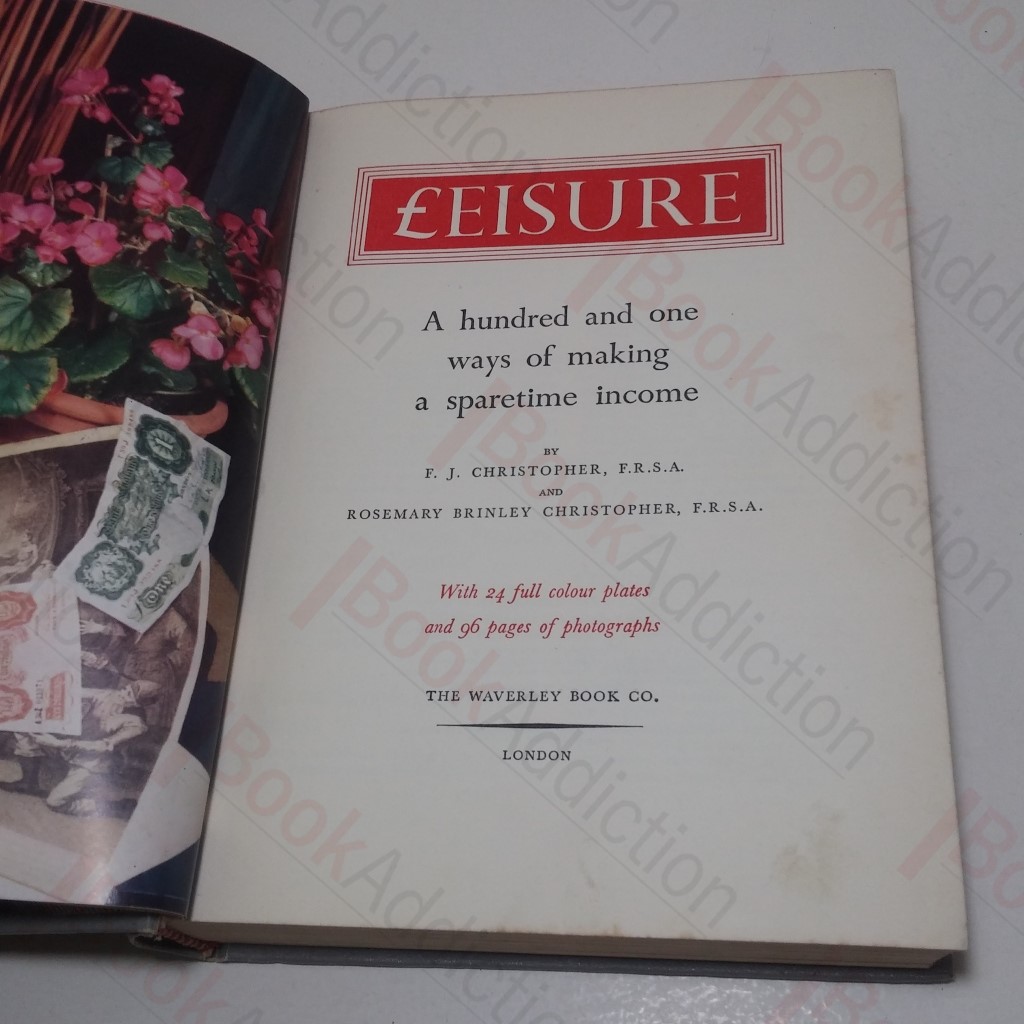 £EISURE
A hundred and one
ways of making
a sparetime income
BY
F. J. CHRISTOPHER, F.R.S.A.
AND
ROSEMARY BRINLEY CHRISTOPHER, F.R.S.A.
With 24 full colour plates
and 96 pages of photographs
THE WAVERLEY BOOK CO.
LONDON
BookAddiction